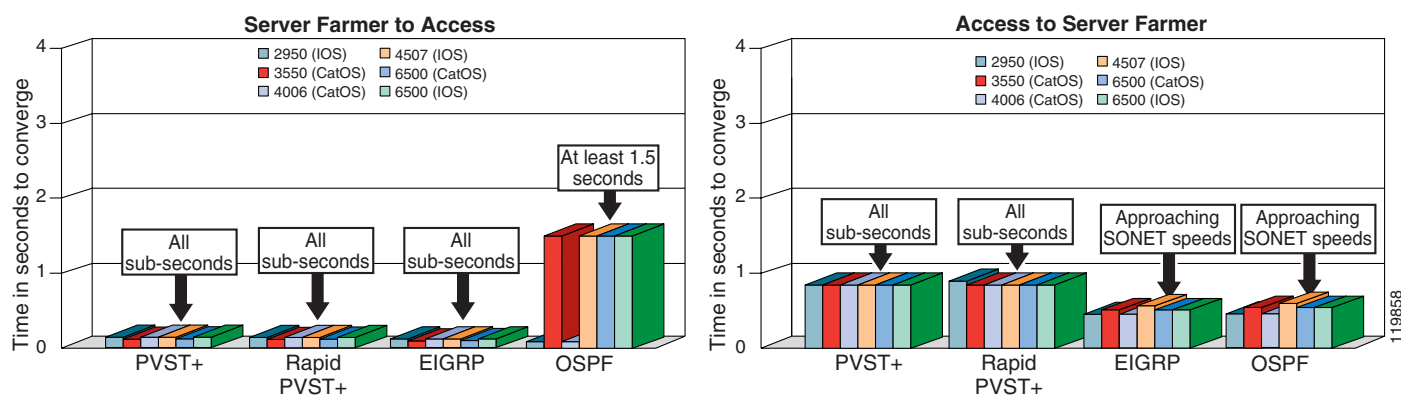 Server Farmer to Access
2950 (IOS)
3550 (CatOS)
4006 (CatOS)
4507 (IOS)
6500 (CatOS)
6500 (IOS)
Time in seconds to converge
4
3
2
1
0
All
sub-seconds
All
sub-seconds
All
sub-seconds
At least 1.5
seconds
PVST+
Rapid
PVST+
EIGRP
OSPF
Access to Server Farmer
2950 (IOS)
3550 (CatOS)
4006 (CatOS)
4507 (IOS)
6500 (CatOS)
6500 (IOS)
Time in seconds to converge
4
3
2
1
0
All
sub-seconds
All
sub-seconds
Approaching
SONET speeds
Approaching
SONET speeds
PVST+
Rapid
PVST+
EIGRP
OSPF
119858